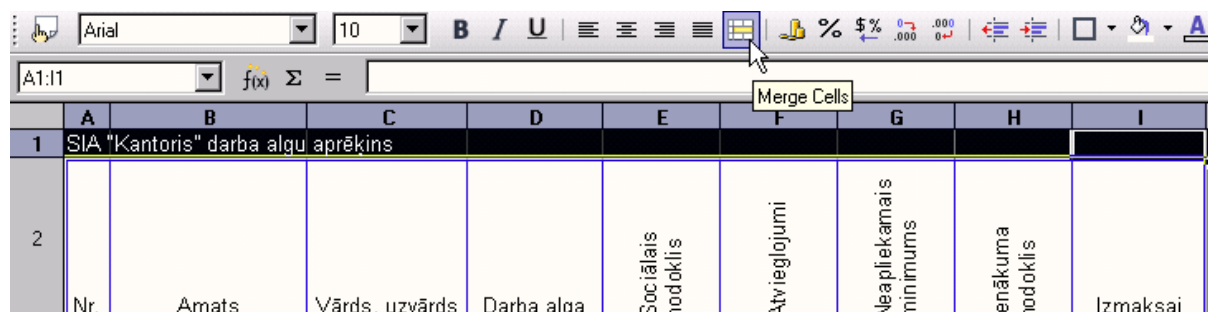 Arial 10 B I U
A1:I1 f(x) Σ =
Merge Cells
A B C D E F G H I
1 SIA "Kantoris" darba algu aprēķins
2
Nr. Amats Vārds, uzvārds Darba alga Sociālais nodoklis Atvieglojumi Neapliekamais minimums Ienākuma nodoklis Izmaksai